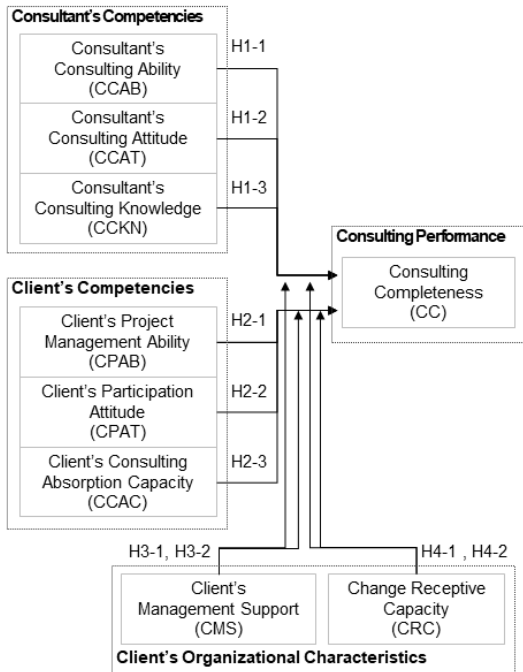 Consultant's Competencies
Consultant's
Consulting Ability
(CCAB)
H1-1
Consultant's
Consulting Attitude
(CCAT)
H1-2
Consultant's
Consulting Knowledge
(CCKN)
H1-3
Consulting Performance
Consulting
Completeness
(CC)
Client's Competencies
Client's Project
Management Ability
(CPAB)
H2-1
Client's Participation
Attitude
(CPAT)
H2-2
Client's Consulting
Absorption Capacity
(CCAC)
H2-3
H3-1, H3-2
H4-1 , H4-2
Client's
Management Support
(CMS)
Change Receptive
Capacity
(CRC)
Client's Organizational Characteristics